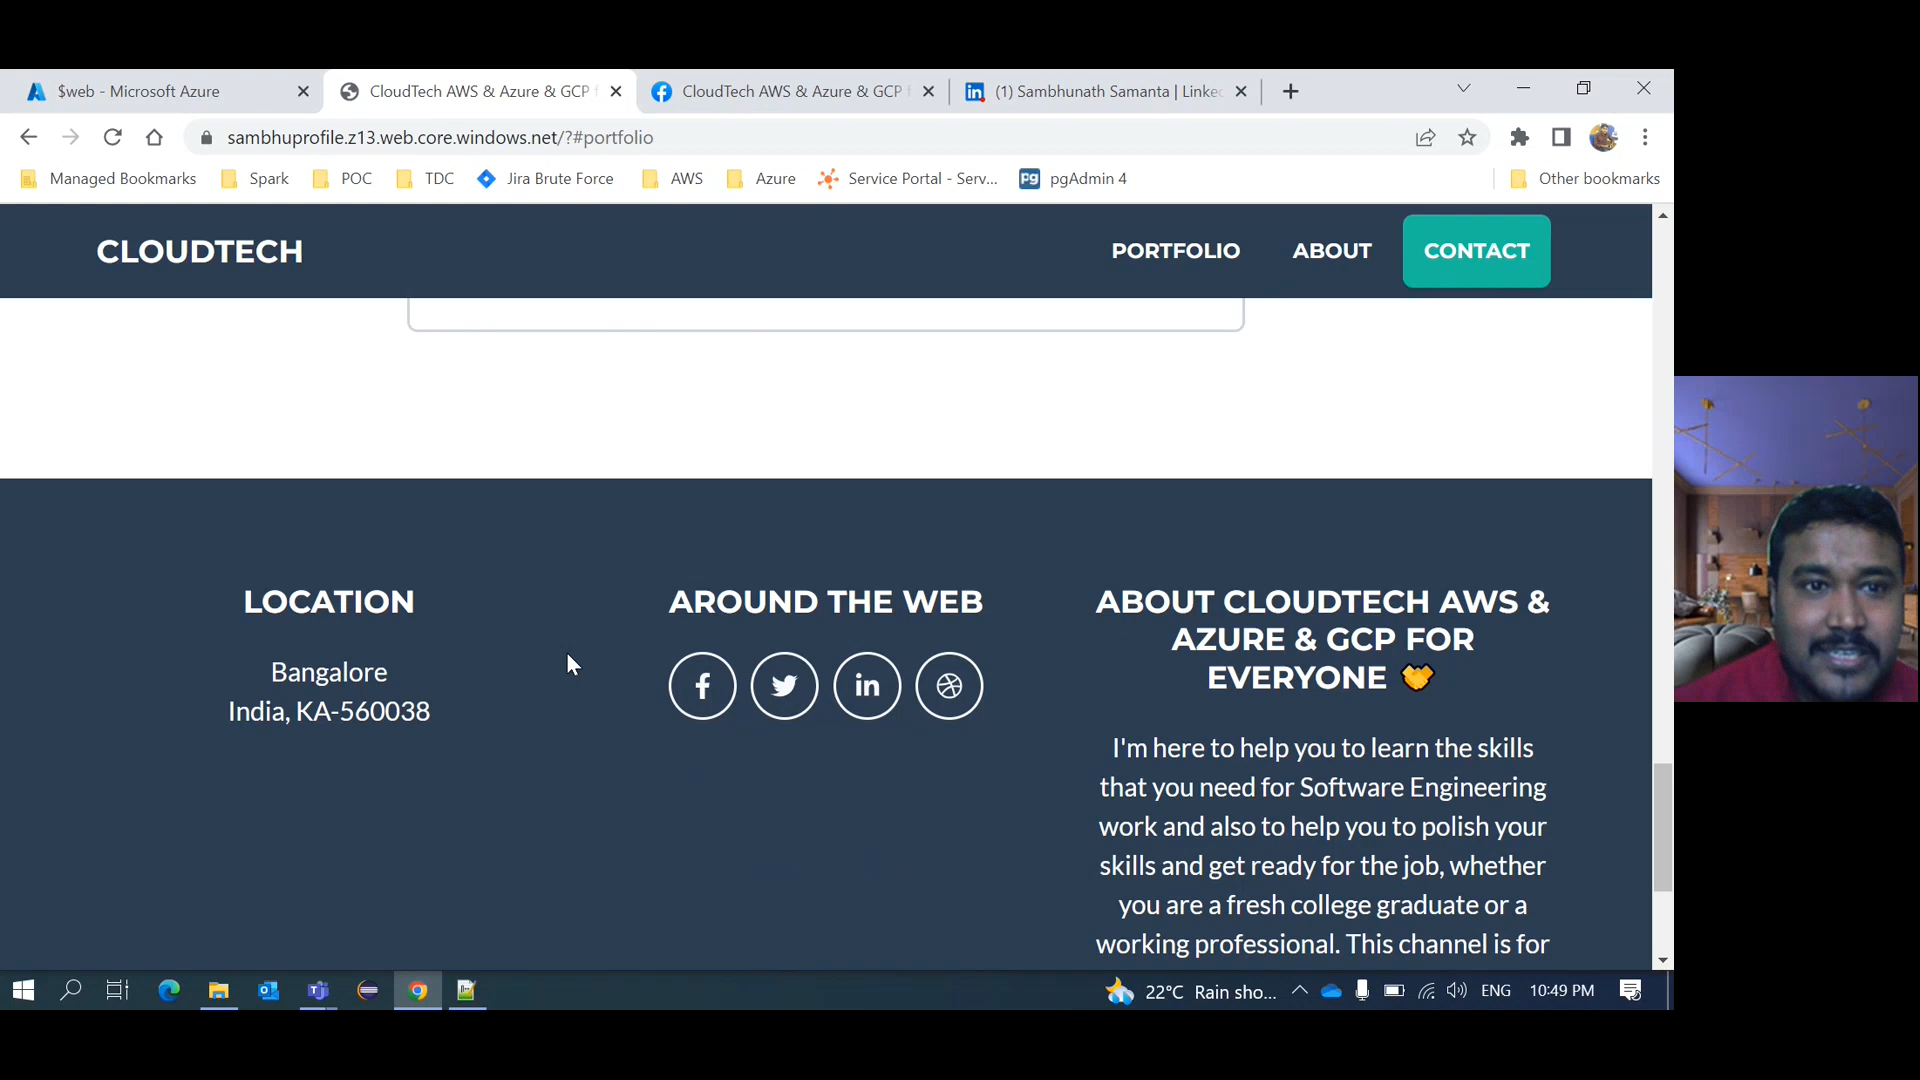 $web - Microsoft Azure
CloudTech AWS & Azure & GCP f
CloudTech AWS & Azure & GCP f
(1) Sambhunath Samanta | Linke
sambhuprofile.z13.web.core.windows.net/?#portfolio
Managed Bookmarks
Spark
POC
TDC
Jira Brute Force
AWS
Azure
Service Portal - Serv...
pgAdmin 4
Other bookmarks
CLOUDTECH
PORTFOLIO
ABOUT
CONTACT
LOCATION
Bangalore
India, KA-560038
AROUND THE WEB
ABOUT CLOUDTECH AWS &
AZURE & GCP FOR
EVERYONE
I'm here to help you to learn the skills
that you need for Software Engineering
work and also to help you to polish your
skills and get ready for the job, whether
you are a fresh college graduate or a
working professional. This channel is for
22°C Rain sho...
ENG
10:49 PM